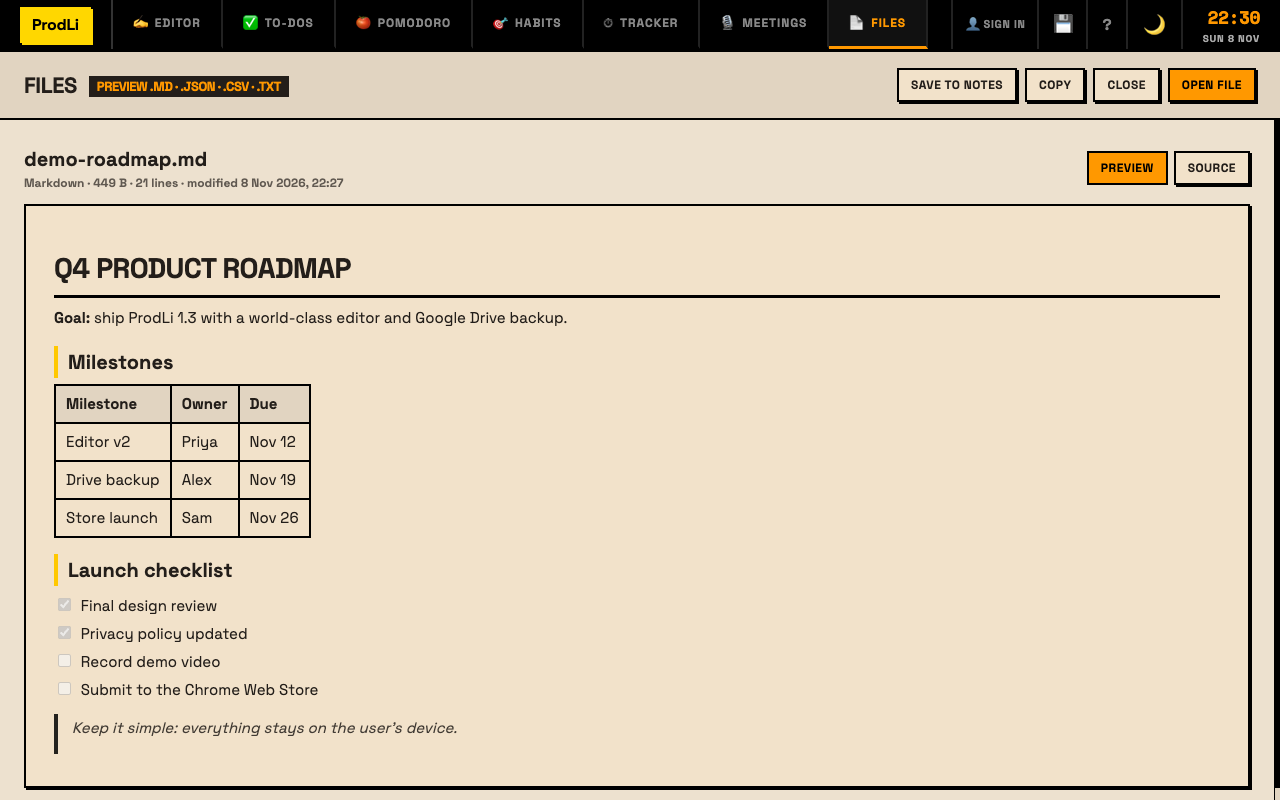 ProdLi
✍️ EDITOR
✅ TO-DOS
🍅 POMODORO
🎯 HABITS
⏱ TRACKER
🎙️ MEETINGS
📄 FILES
👤 SIGN IN
💾
?
🌙
22:30
SUN 8 NOV
FILES
PREVIEW .MD · .JSON · .CSV · .TXT
SAVE TO NOTES
COPY
CLOSE
OPEN FILE
demo-roadmap.md
Markdown · 449 B · 21 lines · modified 8 Nov 2026, 22:27
PREVIEW
SOURCE
Q4 PRODUCT ROADMAP
Goal: ship ProdLi 1.3 with a world-class editor and Google Drive backup.
Milestones
Milestone Owner Due
Editor v2 Priya Nov 12
Drive backup Alex Nov 19
Store launch Sam Nov 26
Launch checklist
Final design review
Privacy policy updated
Record demo video
Submit to the Chrome Web Store
Keep it simple: everything stays on the user's device.